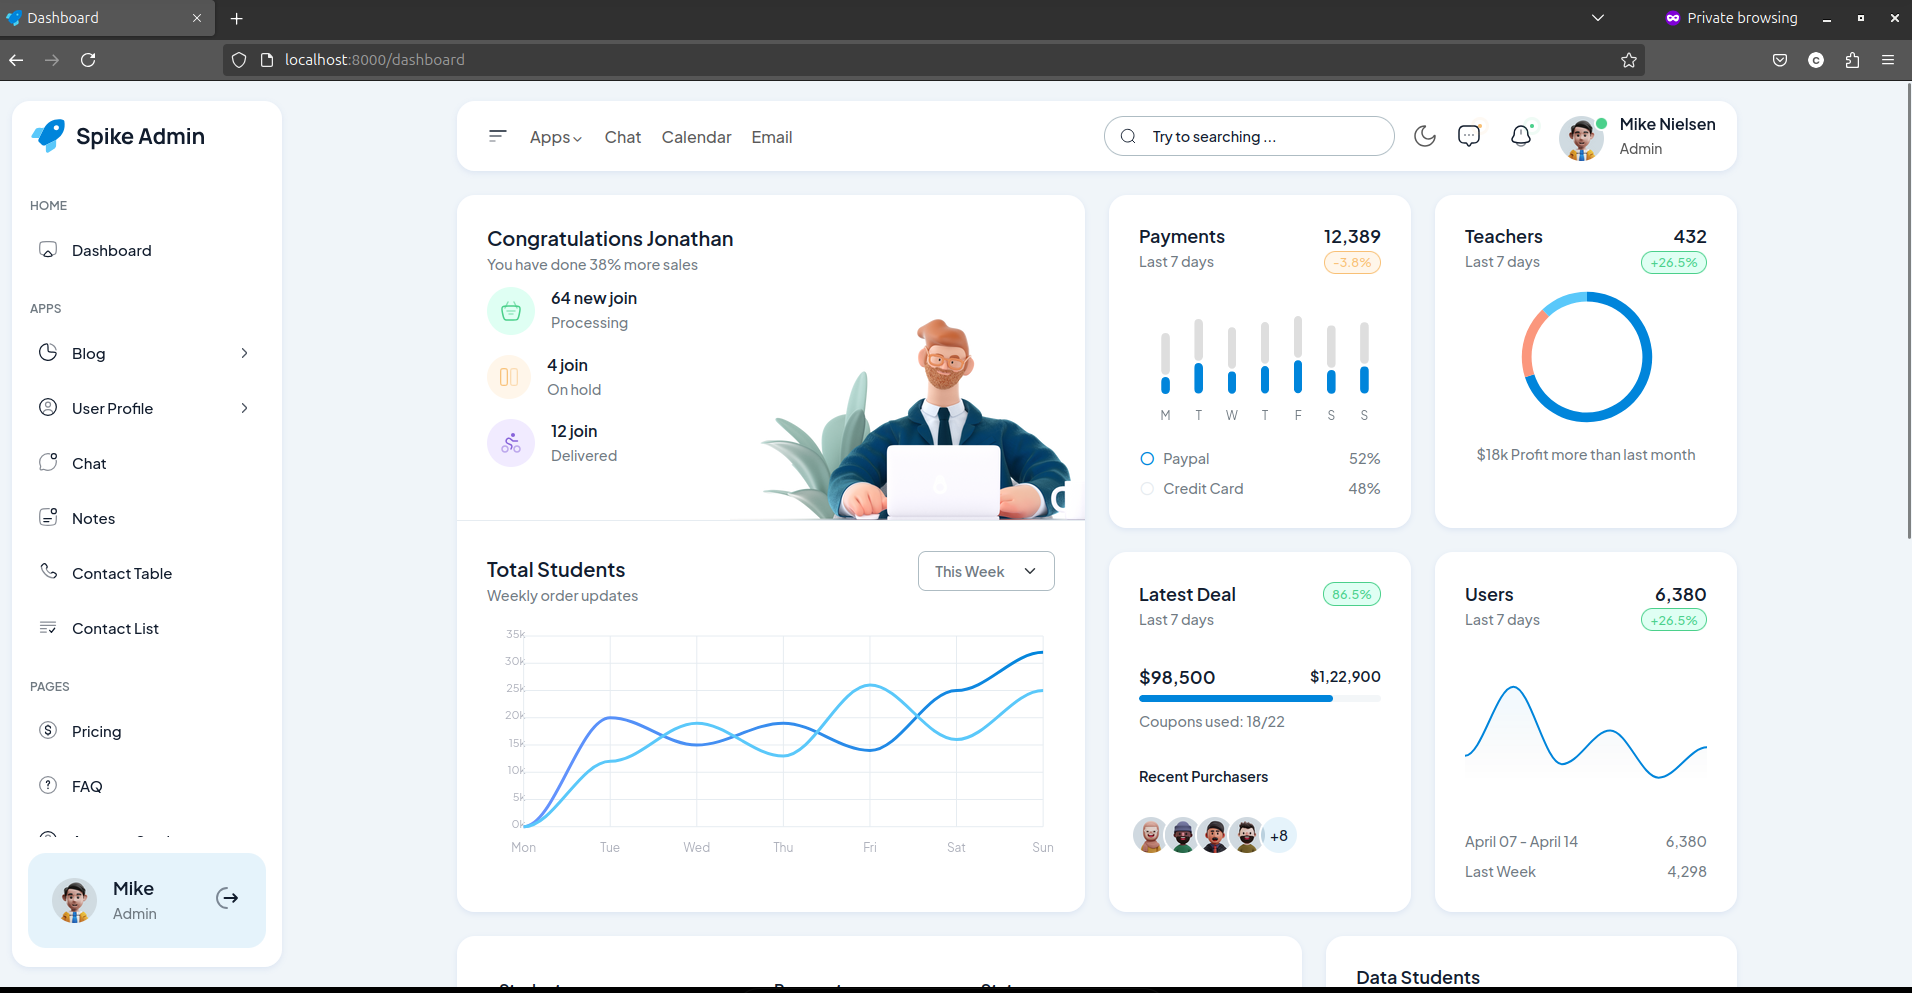 Dashboard
Private browsing
localhost:8000/dashboard
Spike Admin
HOME
Dashboard
APPS
Blog
User Profile
Chat
Notes
Contact Table
Contact List
PAGES
Pricing
FAQ
Mike
Admin
Apps
Chat
Calendar
Email
Try to searching ...
Mike Nielsen
Admin
Congratulations Jonathan
You have done 38% more sales
64 new join
Processing
4 join
On hold
12 join
Delivered
Total Students
Weekly order updates
This Week
35k
30k
25k
20k
15k
10k
5k
0k
Mon Tue Wed Thu Fri Sat Sun
Payments 12,389
Last 7 days -3.8%
M T W T F S S
Paypal 52%
Credit Card 48%
Teachers 432
Last 7 days +26.5%
$18k Profit more than last month
Latest Deal 86.5%
Last 7 days
$98,500 $1,22,900
Coupons used: 18/22
Recent Purchasers
+8
Users 6,380
Last 7 days +26.5%
April 07 - April 14 6,380
Last Week 4,298
Data Students